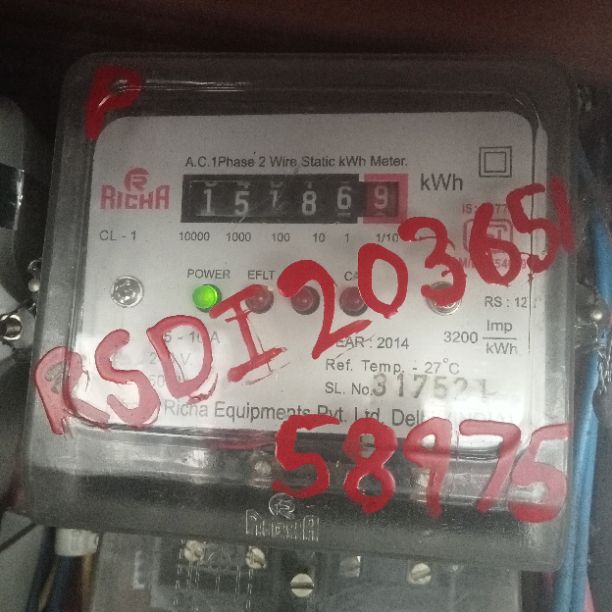 P
A.C.1Phase 2 Wire Static kWh Meter.
RICHA
15786 9 kWh
CL - 1 10000 1000 100 10 1 1/10
POWER EFLT CAL
RSDI203651
RS : 12
YEAR : 2014 3200 Imp/kWh
Ref. Temp. - 27°C
SL. No. 317521
Richa Equipments Pvt. Ltd. Delhi
58975
RICHA